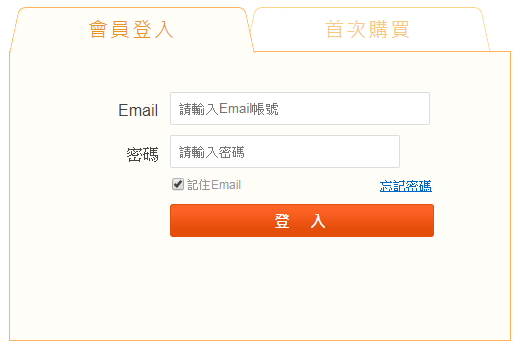 會員登入 首次購買
Email 請輸入Email帳號
密碼 請輸入密碼
記住Email 忘記密碼
登 入